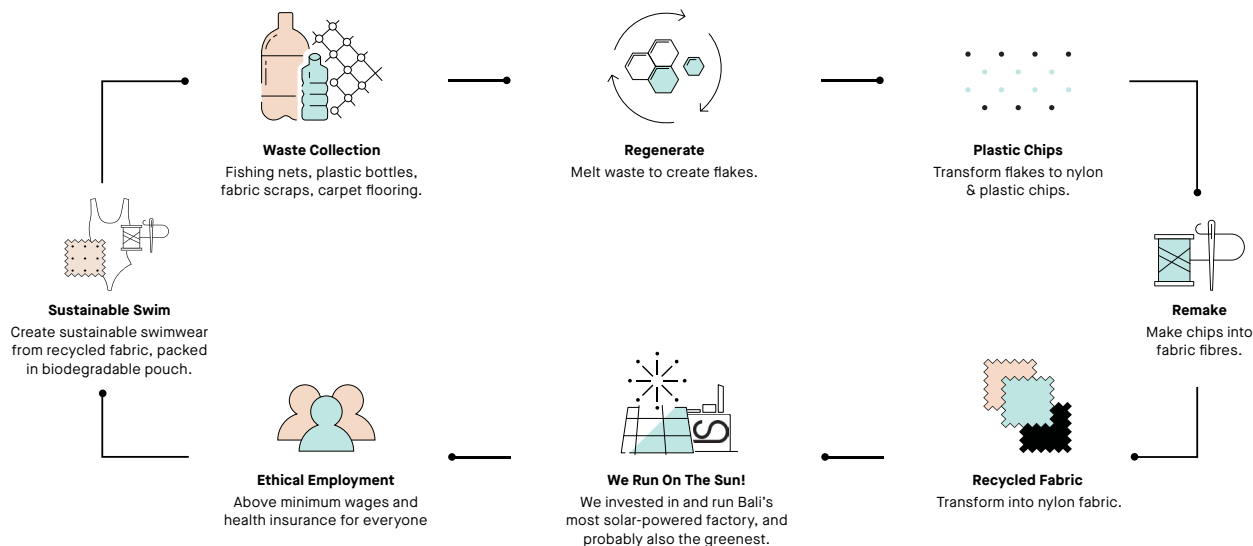 Waste Collection
Fishing nets, plastic bottles,
fabric scraps, carpet flooring.
Regenerate
Melt waste to create flakes.
Plastic Chips
Transform flakes to nylon
& plastic chips.
Remake
Make chips into
fabric fibres.
Recycled Fabric
Transform into nylon fabric.
We Run On The Sun!
We invested in and run Bali's
most solar-powered factory, and
probably also the greenest.
Ethical Employment
Above minimum wages and
health insurance for everyone
Sustainable Swim
Create sustainable swimwear
from recycled fabric, packed
in biodegradable pouch.